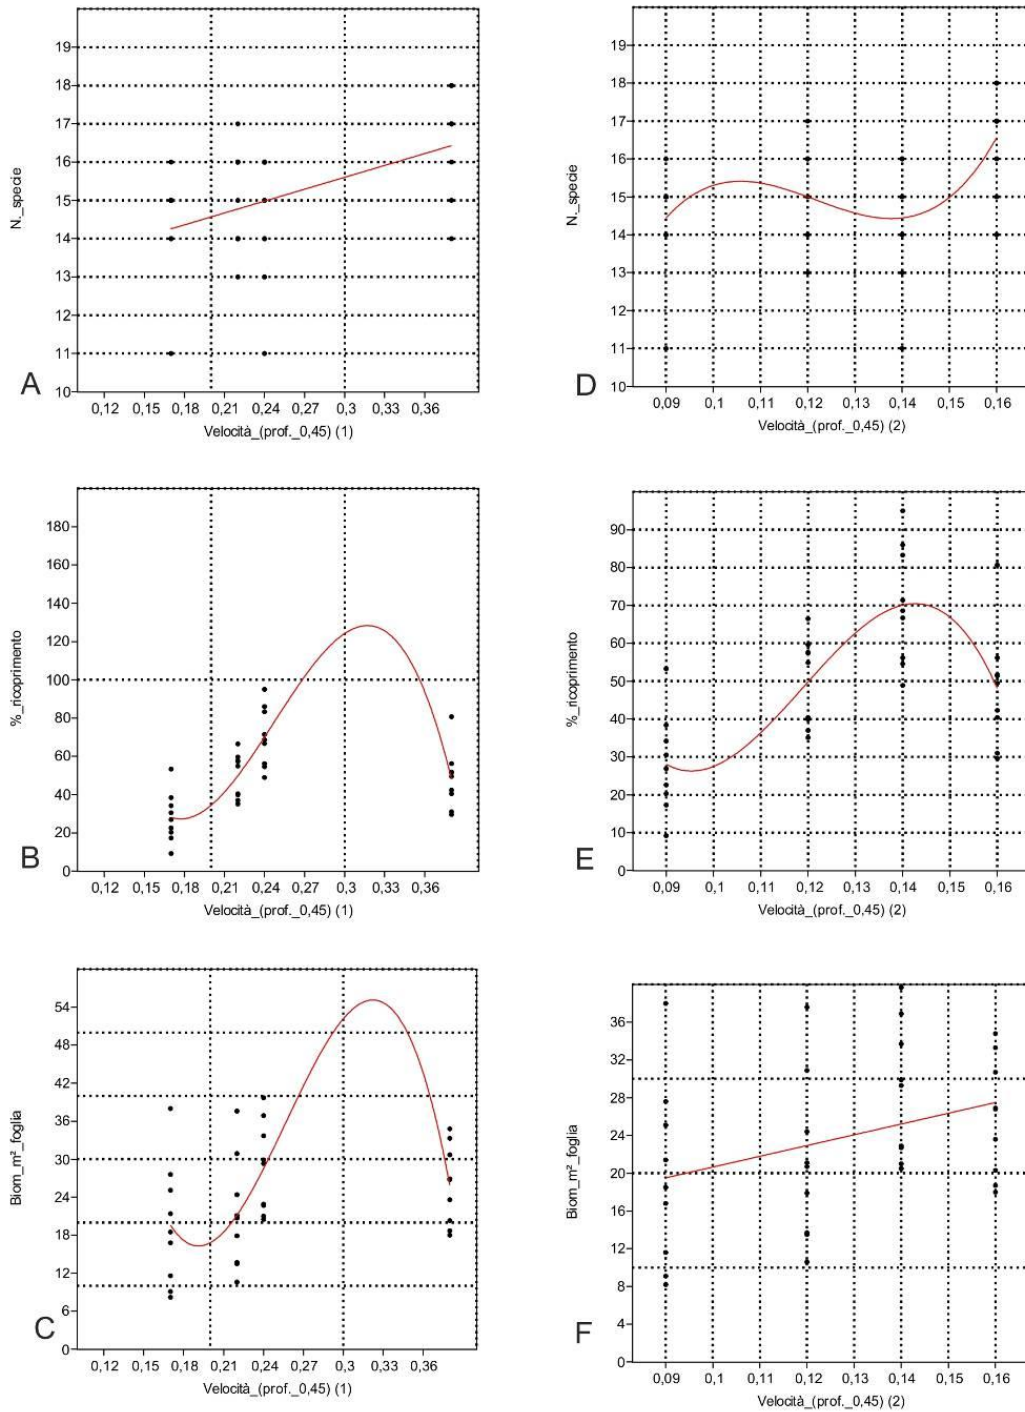 19
18
17
16
15
14
13
12
11
10
N._specie
A
0,12 0,15 0,18 0,21 0,24 0,27 0,3 0,33 0,36
Velocità_(prof._0,45) (1)
19
18
17
16
15
14
13
12
11
10
N._specie
D
0,09 0,1 0,11 0,12 0,13 0,14 0,15 0,16
Velocità_(prof._0,45) (2)
180
160
140
120
100
80
60
40
20
0
%_ricoprimento
B
0,12 0,15 0,18 0,21 0,24 0,27 0,3 0,33 0,36
Velocità_(prof._0,45) (1)
90
80
70
60
50
40
30
20
10
0
%_ricoprimento
E
0,09 0,1 0,11 0,12 0,13 0,14 0,15 0,16
Velocità_(prof._0,45) (2)
54
48
42
36
30
24
18
12
6
0
Biom_m²_foglia
C
0,12 0,15 0,18 0,21 0,24 0,27 0,3 0,33 0,36
Velocità_(prof._0,45) (1)
36
32
28
24
20
16
12
8
4
0
Biom_m²_foglia
F
0,09 0,1 0,11 0,12 0,13 0,14 0,15 0,16
Velocità_(prof._0,45) (2)